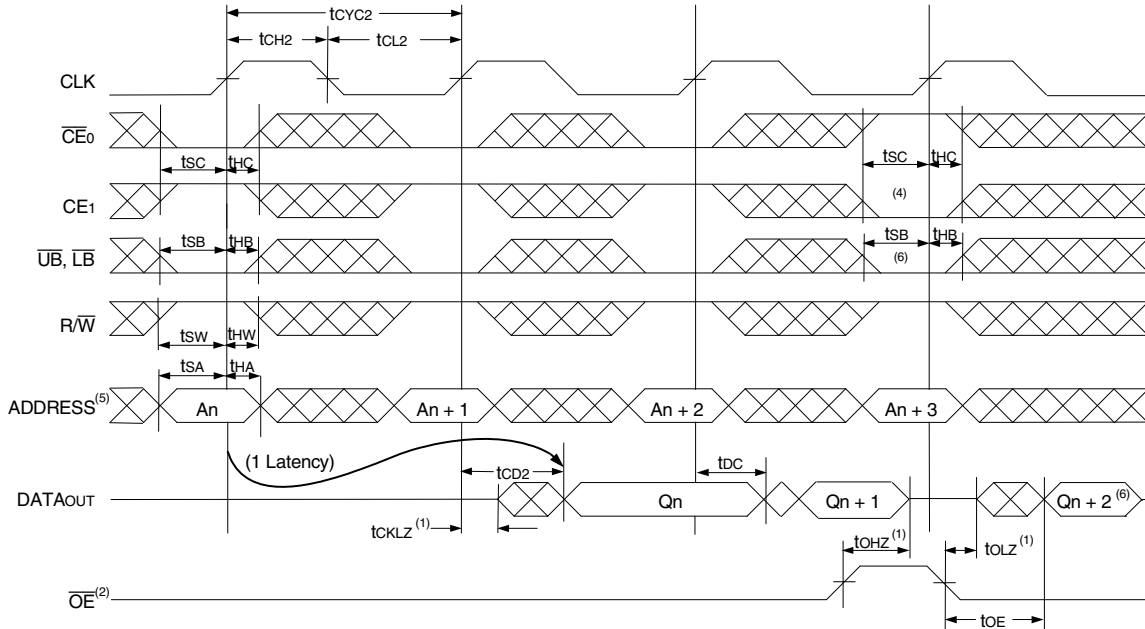 tCYC2
tCH2 tCL2
CLK
CE0
tSC tHC tSC tHC
CE1 (4)
tSB tHB tSB tHB
UB, LB (6)
R/W
tSW tHW
tSA tHA
ADDRESS(5) An An + 1 An + 2 An + 3
(1 Latency) tCD2 tDC
DATAOUT Qn Qn + 1 Qn + 2 (6)
tCKLZ (1) tOHZ (1) tOLZ (1)
OE(2)
tOE